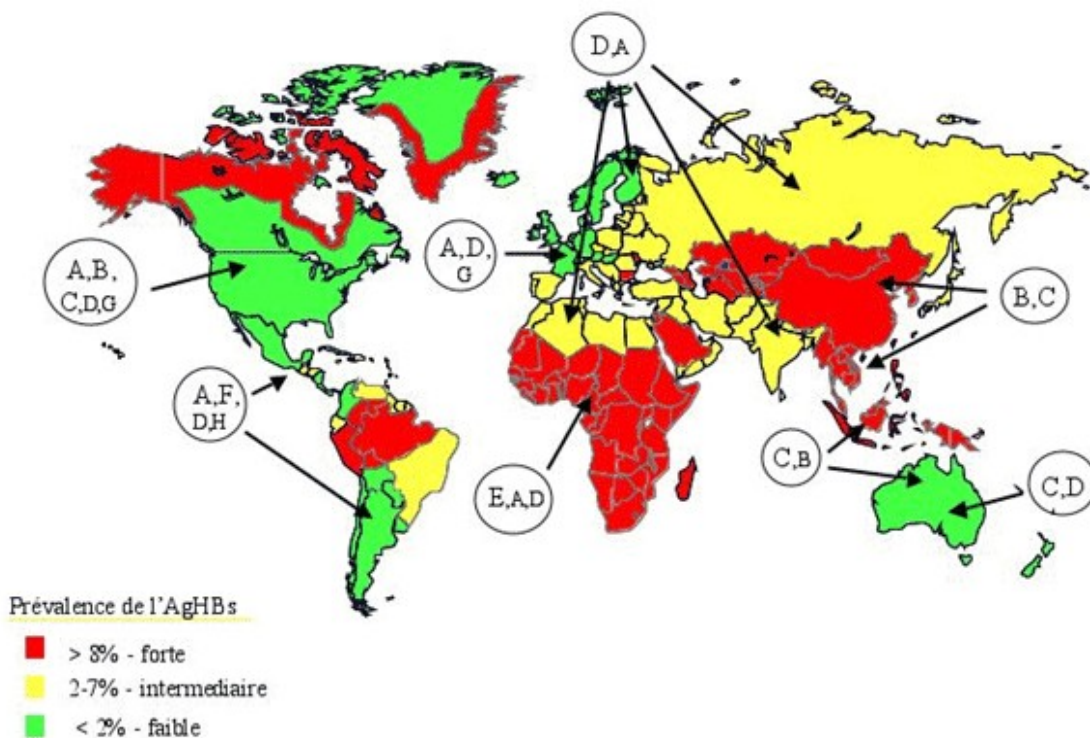 D,A
A,B,
C,D,G
A,D,
G
B,C
A,F,
D,H
E,A,D
C,B
C,D
Prévalence de l'AgHBs
> 8% - forte
2-7% - intermediaire
< 2% - faible